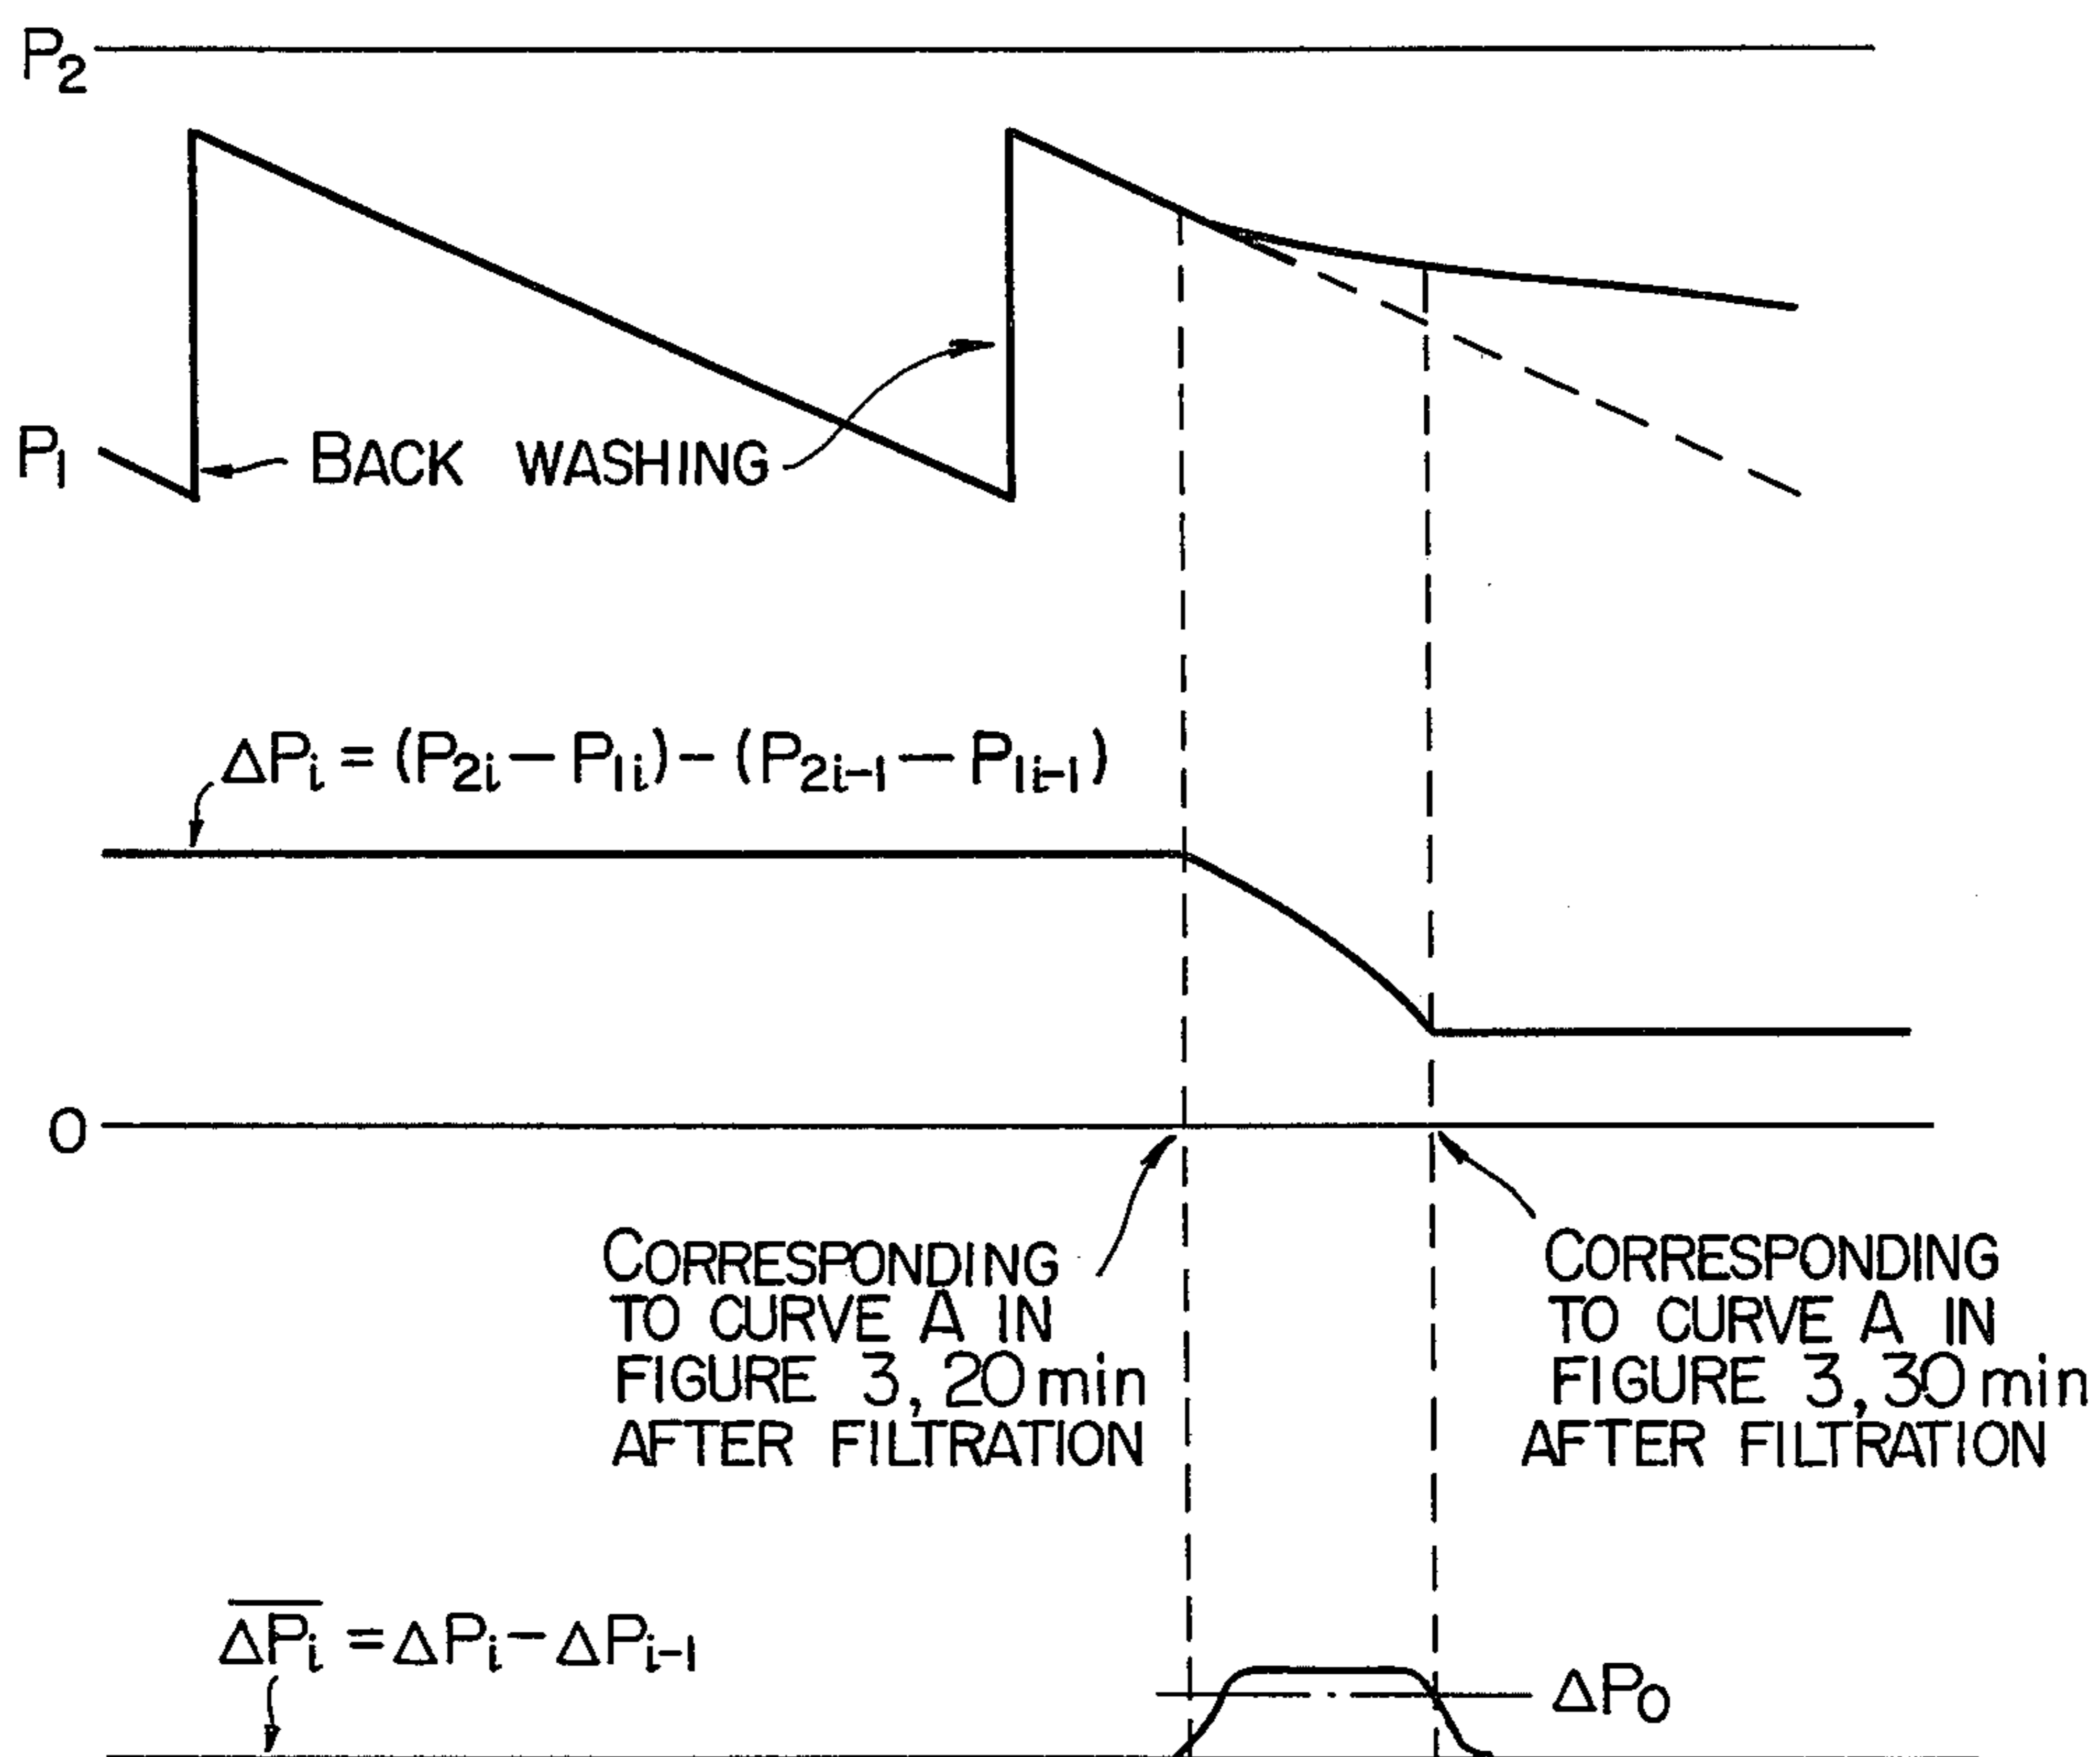 P₂
P₁
BACK WASHING
ΔPᵢ = (P₂ᵢ − P₁ᵢ) − (P₂ᵢ₋₁ − P₁ᵢ₋₁)
0
CORRESPONDING
TO CURVE A IN
FIGURE 3, 20 min
AFTER FILTRATION
CORRESPONDING
TO CURVE A IN
FIGURE 3, 30 min
AFTER FILTRATION
\overline{ΔPᵢ} = ΔPᵢ − ΔPᵢ₋₁
ΔP₀